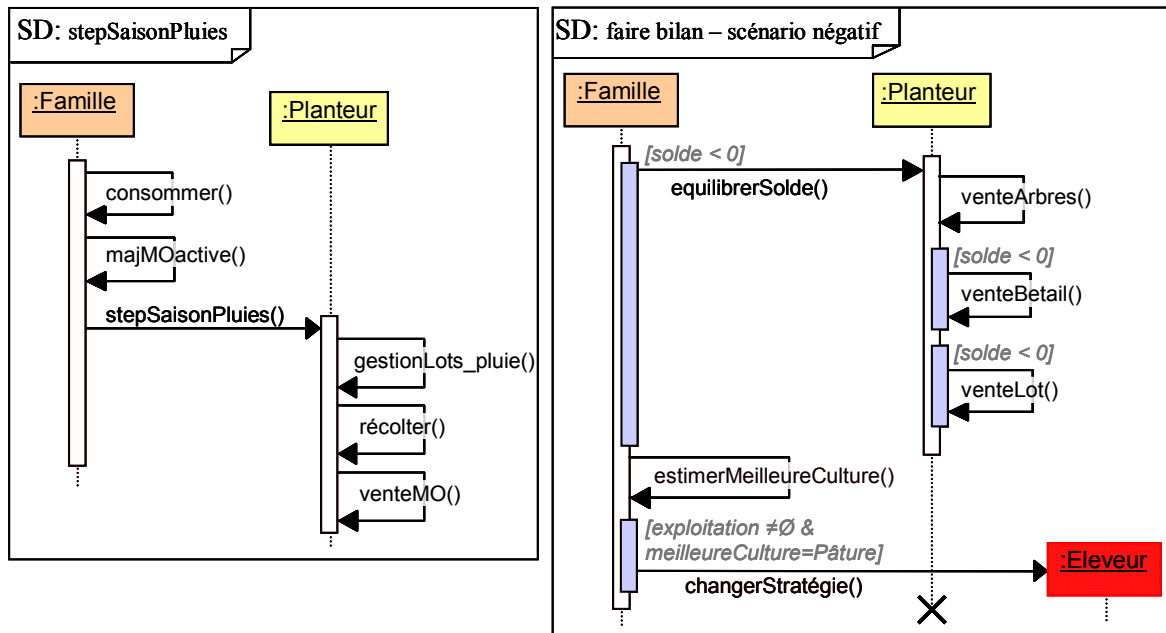 SD: stepSaisonPluies
:Famille
:Planteur
consommer()
majMOactive()
stepSaisonPluies()
gestionLots_pluie()
récolter()
venteMO()
SD: faire bilan – scénario négatif
:Famille
:Planteur
[solde < 0]
equilibrerSolde()
venteArbres()
[solde < 0]
venteBetail()
[solde < 0]
venteLot()
estimerMeilleureCulture()
[exploitation ≠Ø &
meilleureCulture=Pâture]
changerStratégie()
:Eleveur